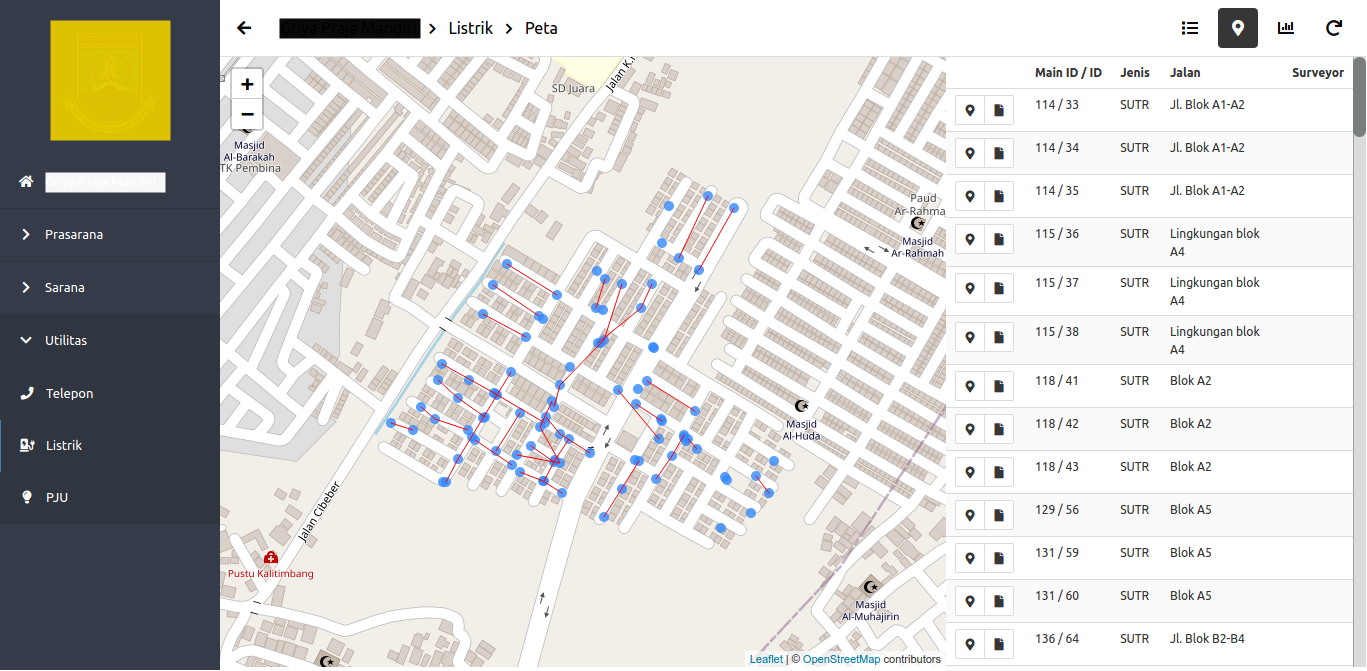 Griya Praja Mandiri
Listrik
Peta
Griya Praja Mandiri
Prasarana
Sarana
Utilitas
Telepon
Listrik
PJU
+
−
SD Juara
Jalan K.H
Masjid
Al-Barakah
TK Pembina
Paud
Ar-Rahma
Masjid
Ar-Rahmah
Masjid
Al-Huda
Jalan Cibeber
Pustu Kalitimbang
Masjid
Al-Muhajirin
Leaflet | © OpenStreetMap contributors
Main ID / ID Jenis Jalan Surveyor
114 / 33 SUTR Jl. Blok A1-A2
114 / 34 SUTR Jl. Blok A1-A2
114 / 35 SUTR Jl. Blok A1-A2
115 / 36 SUTR Lingkungan blok
A4
115 / 37 SUTR Lingkungan blok
A4
115 / 38 SUTR Lingkungan blok
A4
118 / 41 SUTR Blok A2
118 / 42 SUTR Blok A2
118 / 43 SUTR Blok A2
129 / 56 SUTR Blok A5
131 / 59 SUTR Blok A5
131 / 60 SUTR Blok A5
136 / 64 SUTR Jl. Blok B2-B4